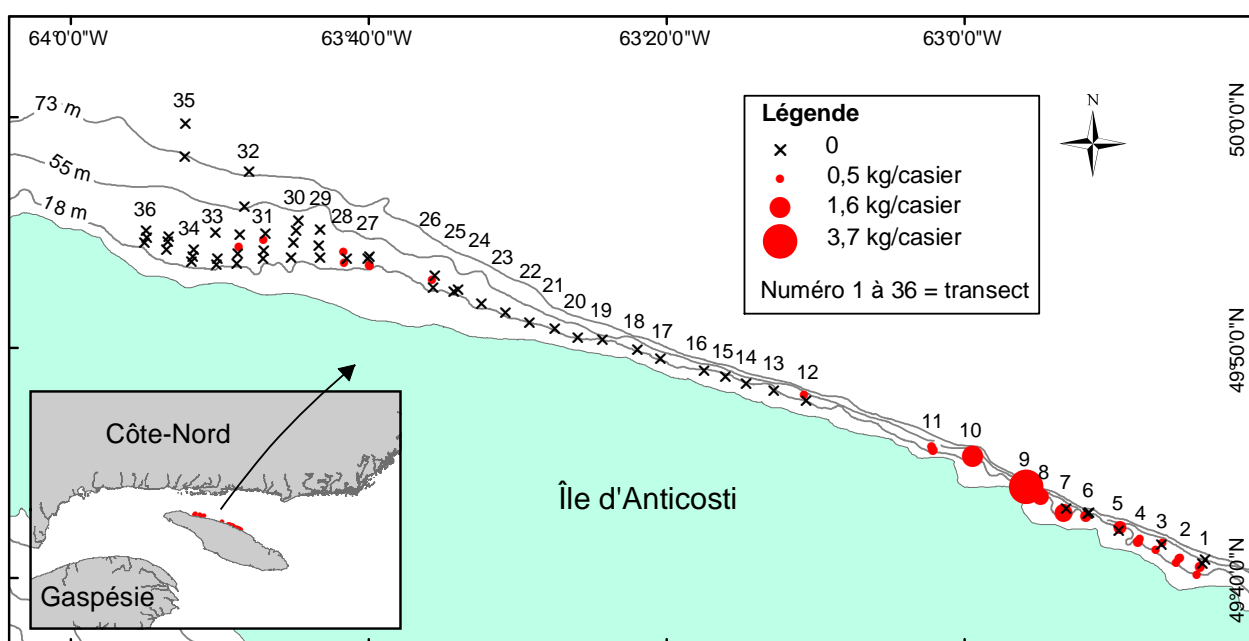 64°0'0"W 63°40'0"W 63°20'0"W 63°0'0"W
50°0'0"N
49°50'0"N
49°40'0"N
73 m
55 m
18 m
35
32
36
34
33
31
30
29
28
27
26
25
24
23
22
21
20
19
18
17
16
15
14
13
12
11
10
9
8
7
6
5
4
3
2
1
N
Légende
0
0,5 kg/casier
1,6 kg/casier
3,7 kg/casier
Numéro 1 à 36 = transect
Île d'Anticosti
Côte-Nord
Gaspésie